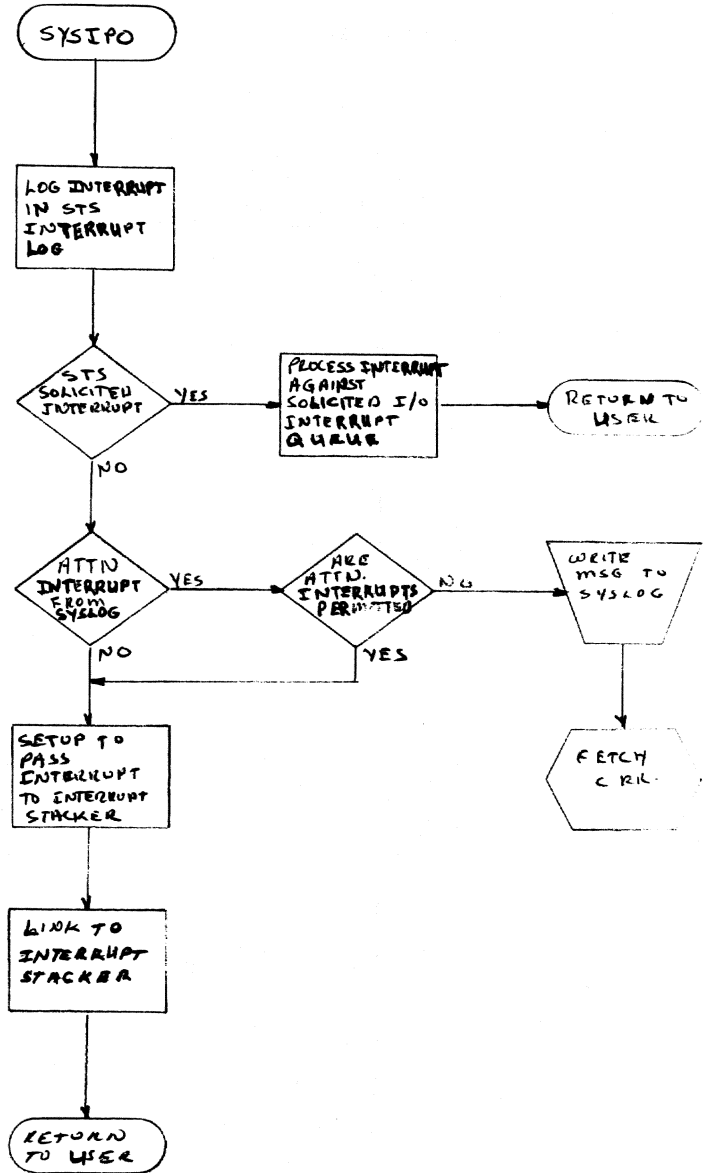 SYSIPO
LOG INTERRUPT
IN STS
INTERRUPT
LOG
STS
SOLICITED
INTERRUPT
YES
PROCESS INTERRUPT
AGAINST
SOLICITED I/O
INTERRUPT
QUEUE
RETURN TO
USER
NO
ATTN
INTERRUPT
FROM
SYSLOG
YES
ARE
ATTN.
INTERRUPTS
PERMITTED
NO
WRITE
MSG TO
SYSLOG
NO
YES
SETUP TO
PASS
INTERRUPT
TO INTERRUPT
STACKER
FETCH
LINK TO
INTERRUPT
STACKER
RETURN
TO USER